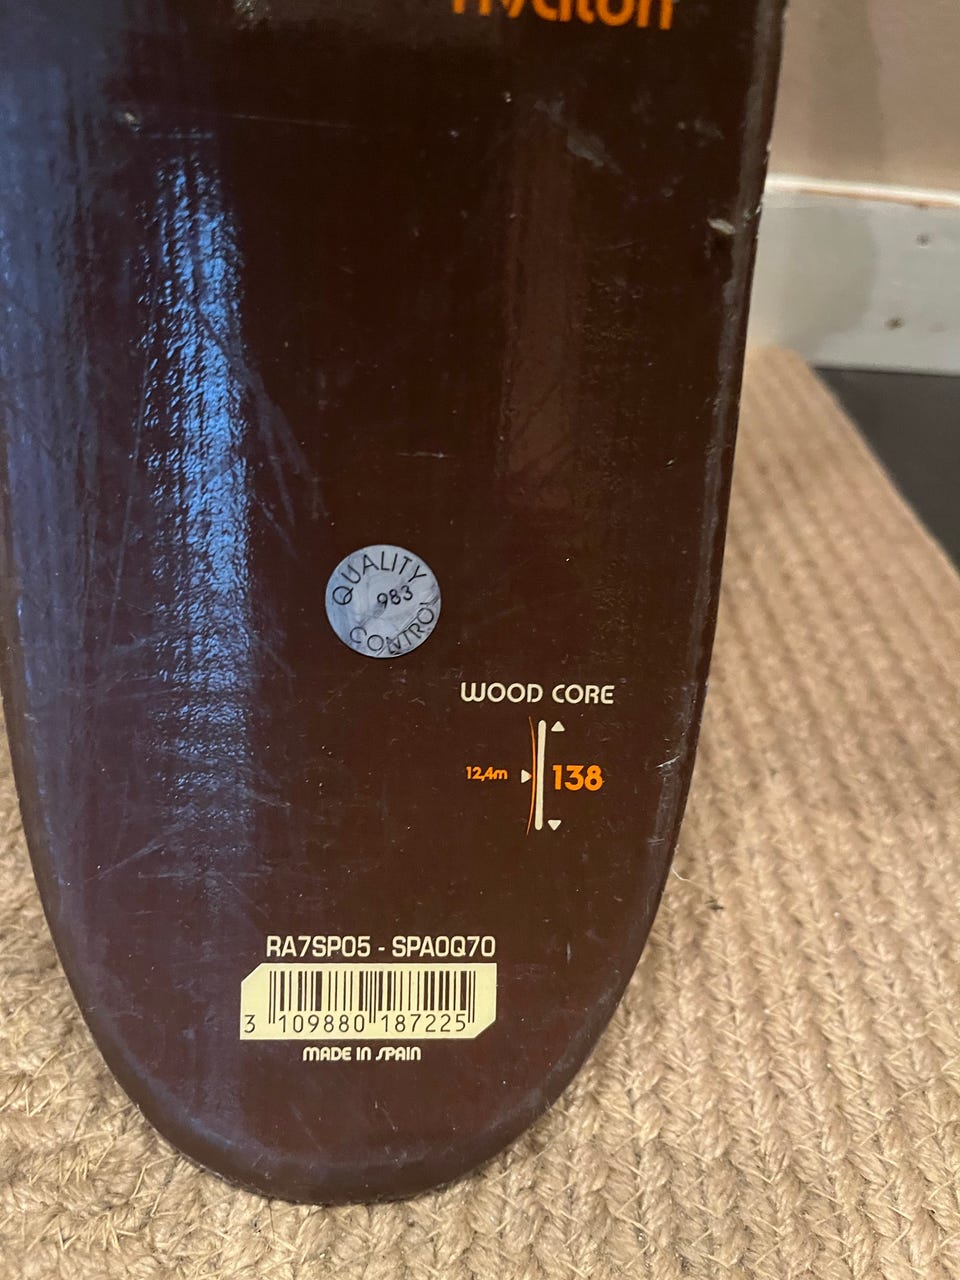 QUALITY
983
CONTROL
WOOD CORE
12,4m 138
RA7SP05 - SPA0Q70
3 109880 187225
MADE IN SPAIN